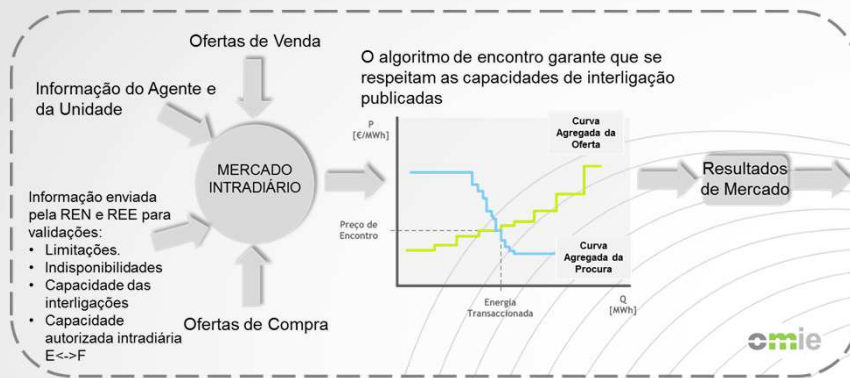 Ofertas de Venda
Informação do Agente e
da Unidade
MERCADO
INTRADIÁRIO
Informação enviada
pela REN e REE para
validações:
• Limitações.
• Indisponibilidades
• Capacidade das
interligações
• Capacidade
autorizada intradiária
E<->F
Ofertas de Compra
O algoritmo de encontro garante que se
respeitam as capacidades de interligação
publicadas
P
[€/MWh]
Curva
Agregada da
Oferta
Preço de
Encontro
Curva
Agregada da
Procura
Energia
Transaccionada
Q
[MWh]
Resultados
de Mercado
omie